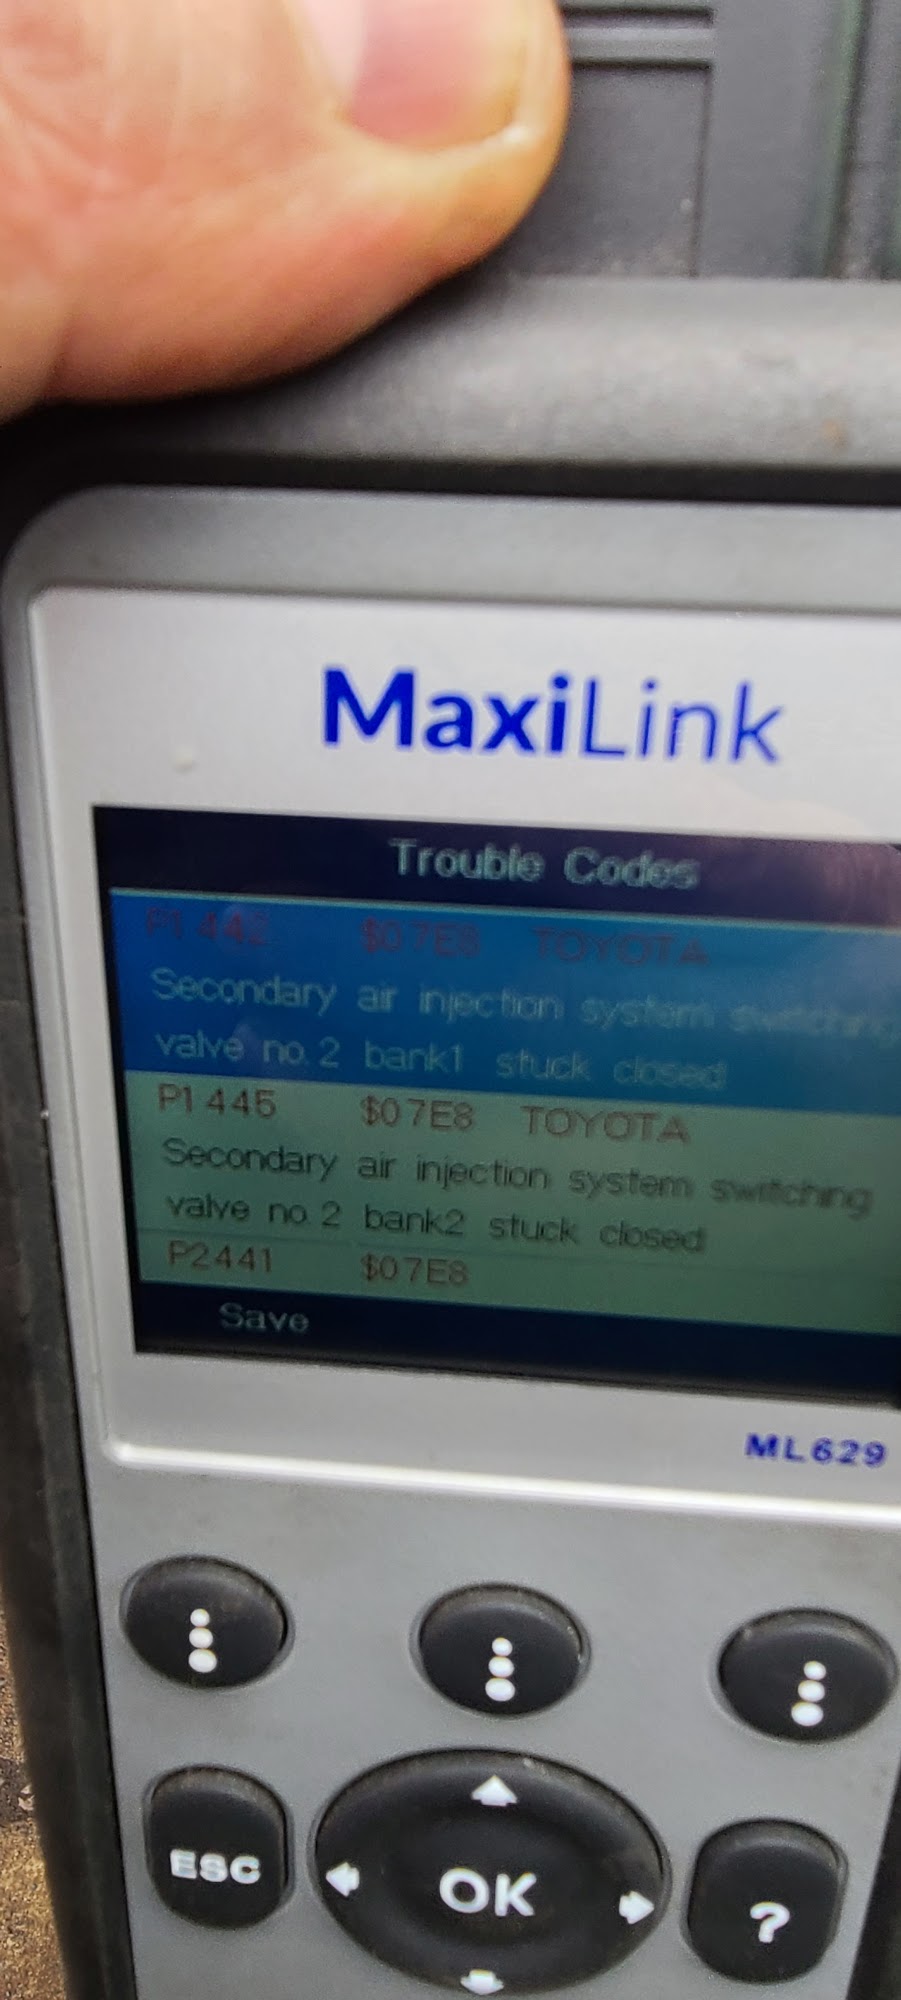 MaxiLink
Trouble Codes
P1442 $07E8 TOYOTA
Secondary air injection system switching
valve no.2 bank1 stuck closed
P1445 $07E8 TOYOTA
Secondary air injection system switching
valve no.2 bank2 stuck closed
P2441 $07E8
Save
ML629
ESC
OK
?